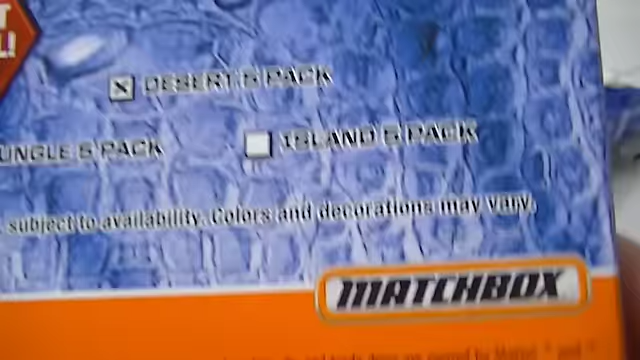 T
L!
DESERT 5 PACK
UNGLE 5 PACK
ISLAND 5 PACK
subject to availability. Colors and decorations may vary.
MATCHBOX